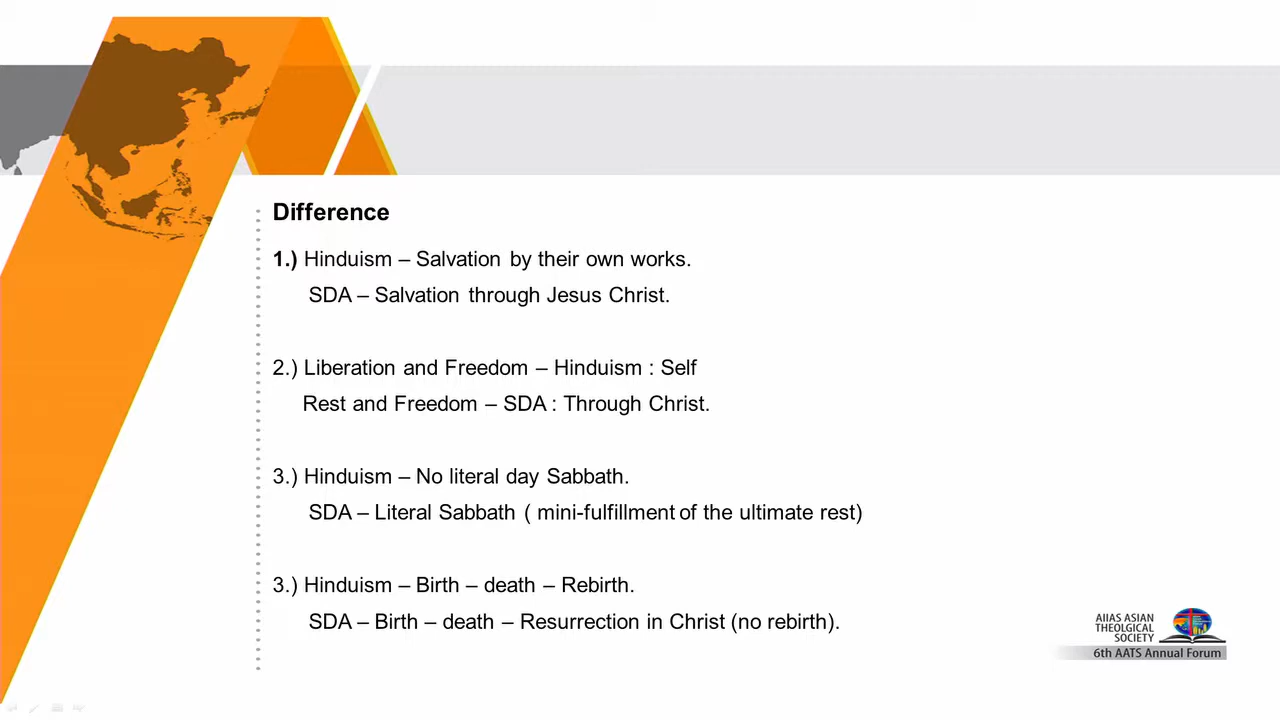 Difference
1.) Hinduism – Salvation by their own works.
SDA – Salvation through Jesus Christ.
2.) Liberation and Freedom – Hinduism : Self
Rest and Freedom – SDA : Through Christ.
3.) Hinduism – No literal day Sabbath.
SDA – Literal Sabbath ( mini-fulfillment of the ultimate rest)
3.) Hinduism – Birth – death – Rebirth.
SDA – Birth – death – Resurrection in Christ (no rebirth).
AIIAS ASIAN
THEOLGICAL
SOCIETY
6th AATS Annual Forum